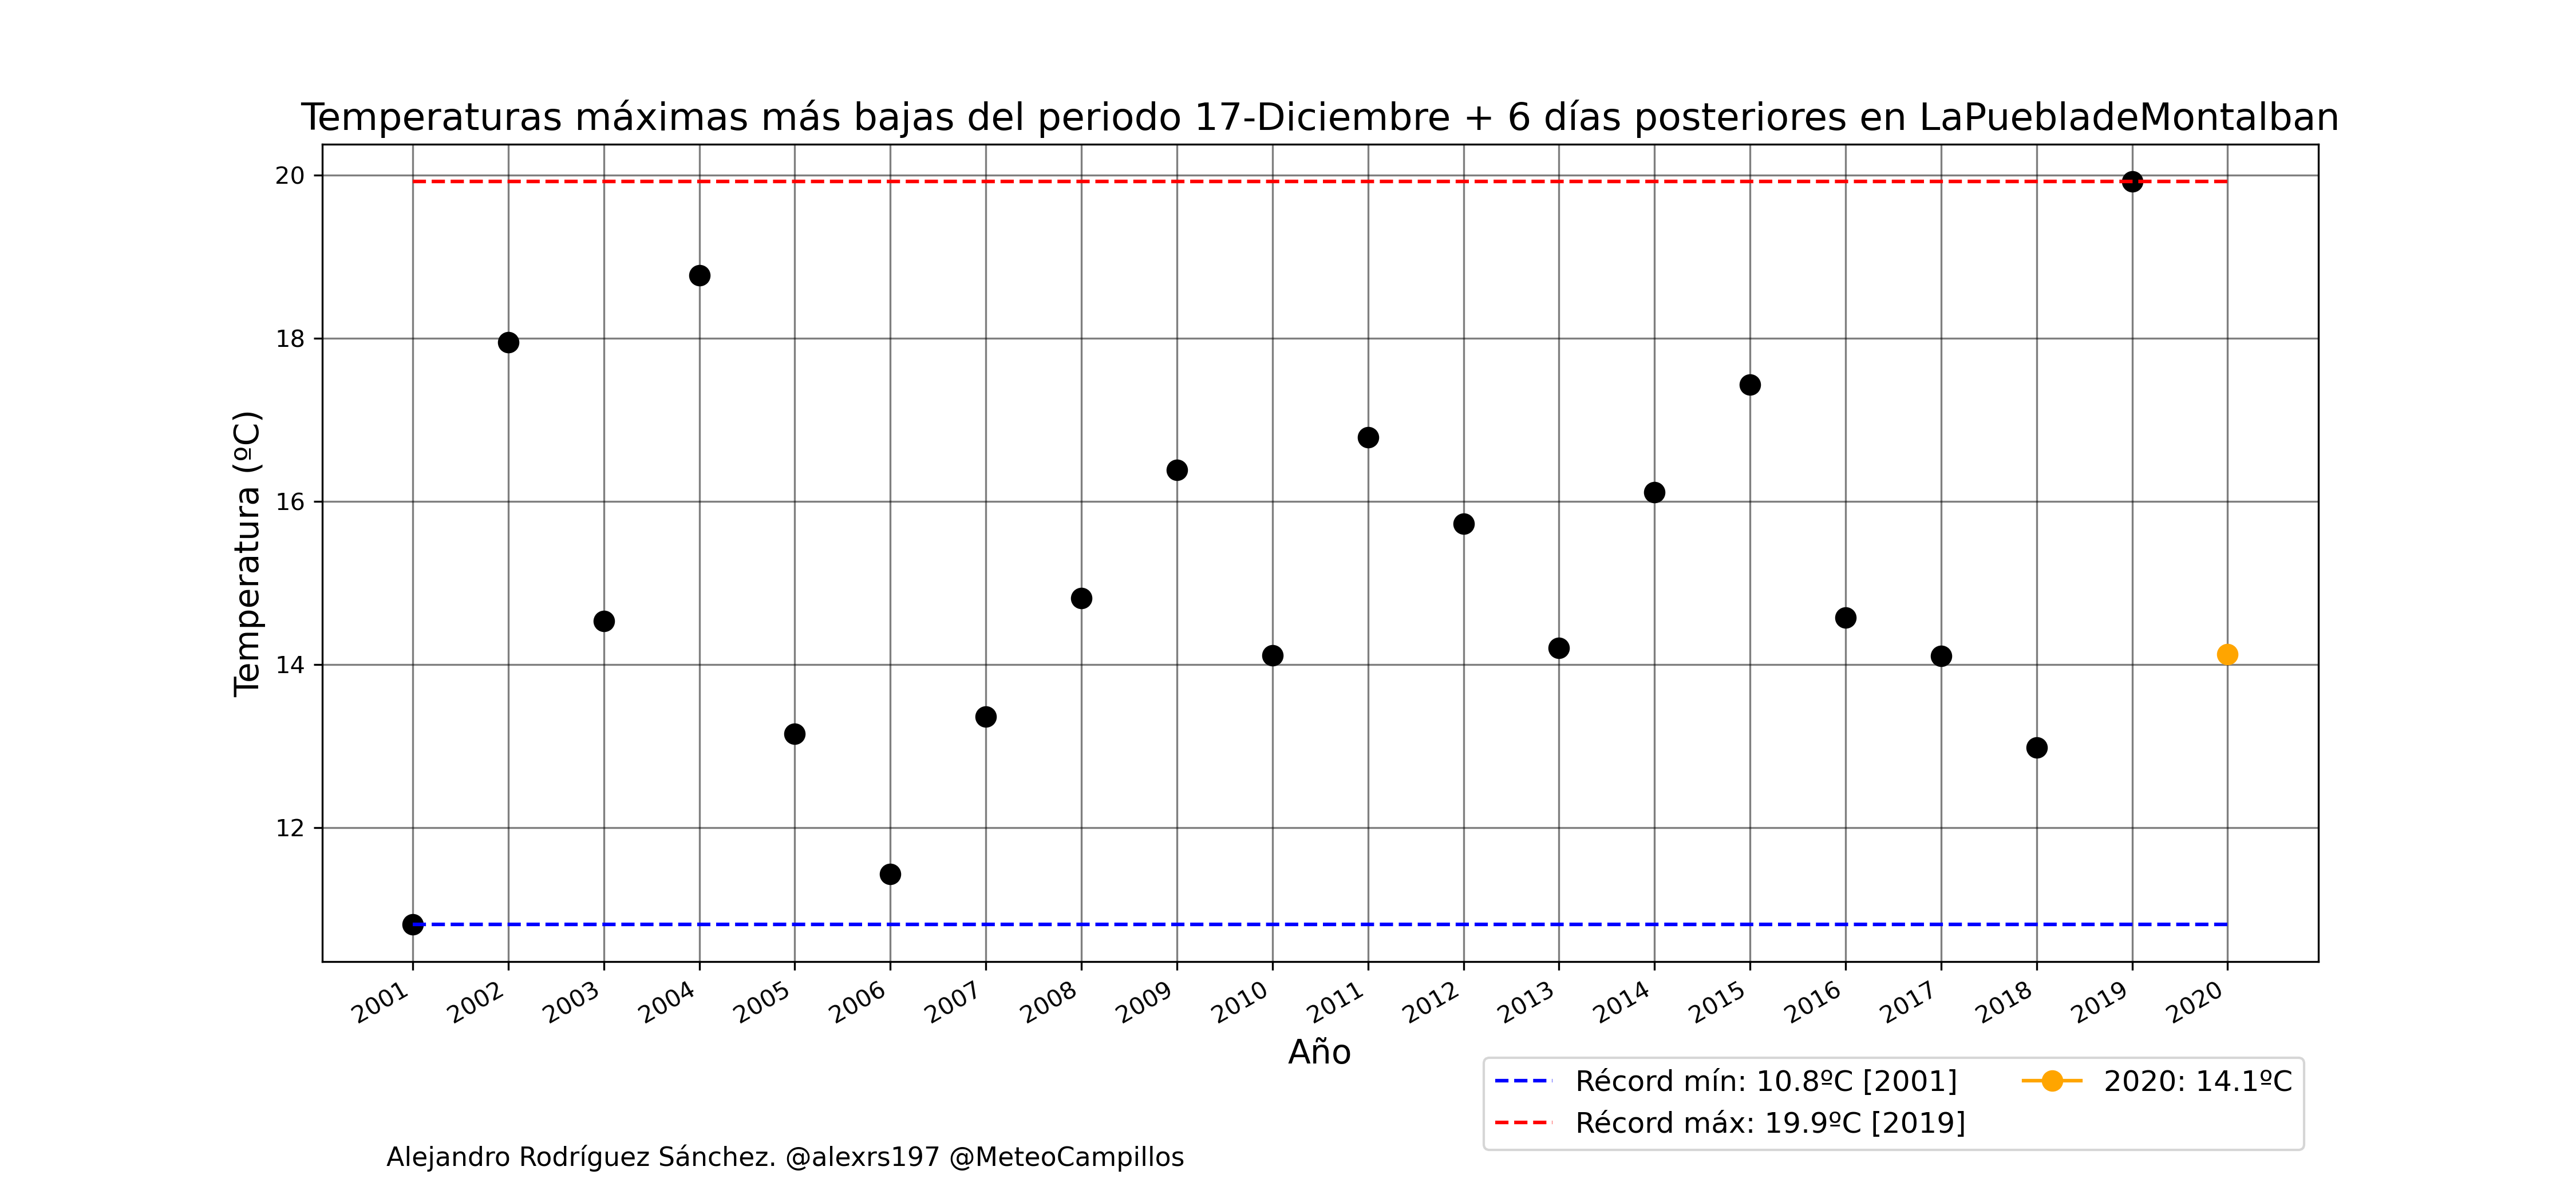 Temperaturas máximas más bajas del periodo 17-Diciembre + 6 días posteriores en LaPuebladeMontalban
Temperatura (ºC)
20
18
16
14
12
2001 2002 2003 2004 2005 2006 2007 2008 2009 2010 2011 2012 2013 2014 2015 2016 2017 2018 2019 2020
Año
Récord mín: 10.8ºC [2001]
Récord máx: 19.9ºC [2019]
2020: 14.1ºC
Alejandro Rodríguez Sánchez. @alexrs197 @MeteoCampillos